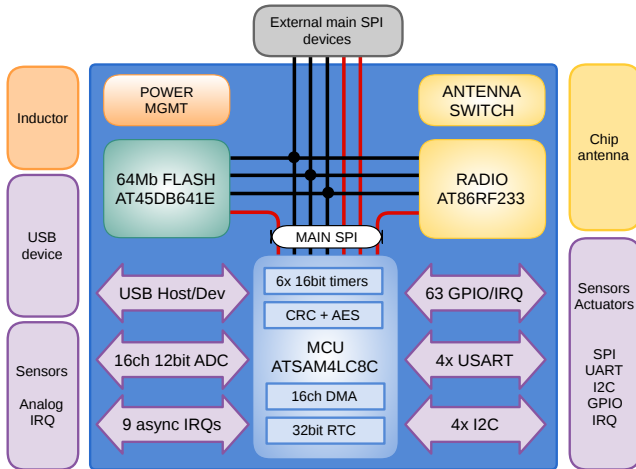 External main SPI
devices
Inductor
POWER
MGMT
ANTENNA
SWITCH
Chip
antenna
64Mb FLASH
AT45DB641E
RADIO
AT86RF233
USB
device
MAIN SPI
6x 16bit timers
CRC + AES
MCU
ATSAM4LC8C
16ch DMA
32bit RTC
USB Host/Dev
16ch 12bit ADC
9 async IRQs
63 GPIO/IRQ
4x USART
4x I2C
Sensors
Analog
IRQ
Sensors
Actuators
SPI
UART
I2C
GPIO
IRQ